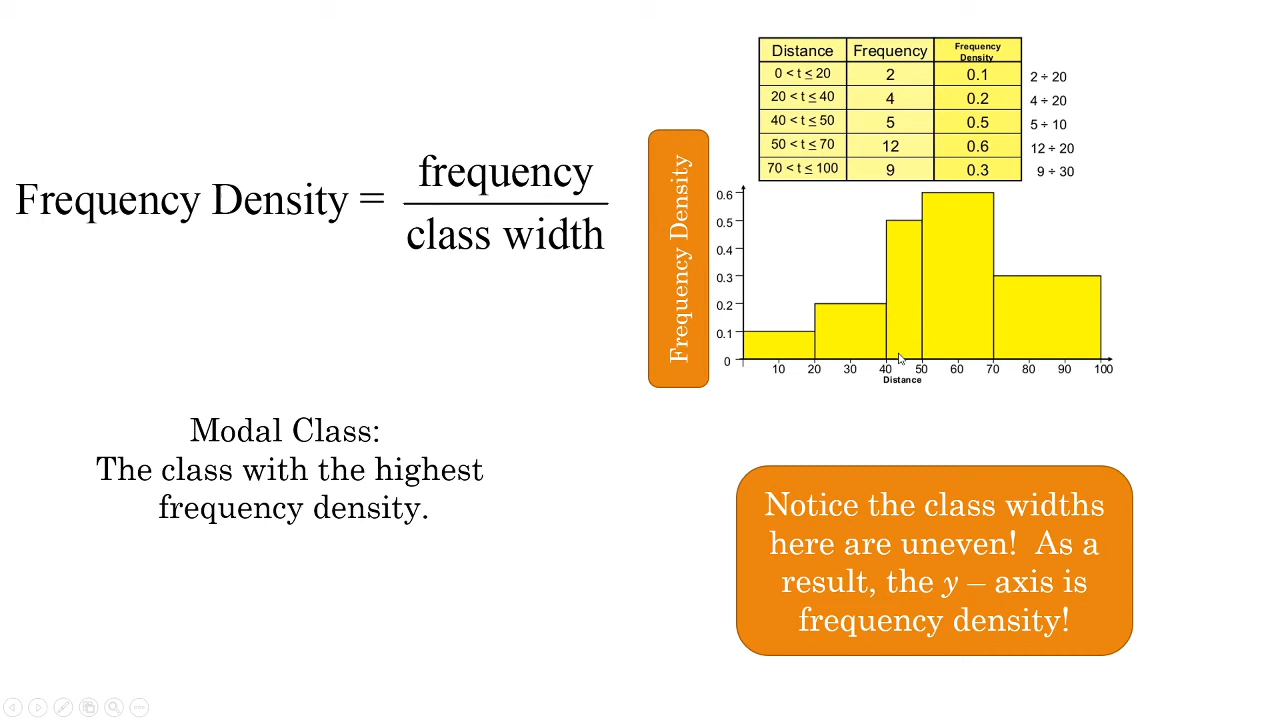 Frequency Density = frequency
class width
Modal Class:
The class with the highest
frequency density.
Distance Frequency Frequency Density
0 < t ≤ 20 2 0.1 2 ÷ 20
20 < t ≤ 40 4 0.2 4 ÷ 20
40 < t ≤ 50 5 0.5 5 ÷ 10
50 < t ≤ 70 12 0.6 12 ÷ 20
70 < t ≤ 100 9 0.3 9 ÷ 30
Frequency Density
0.6
0.5
0.4
0.3
0.2
0.1
0
10 20 30 40 50 60 70 80 90 100
Distance
Notice the class widths
here are uneven! As a
result, the y – axis is
frequency density!